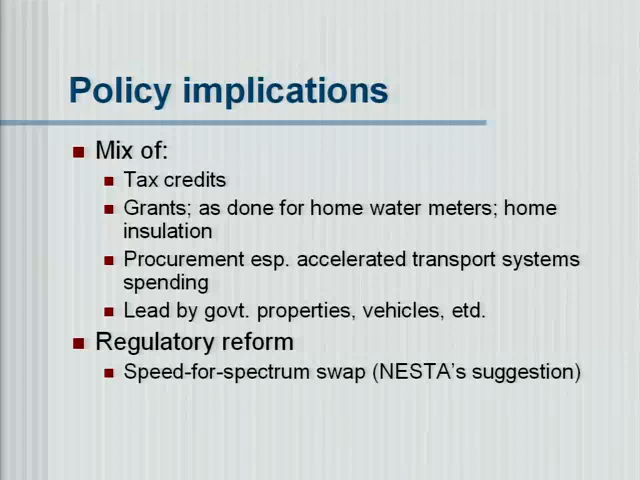 Policy implications
Mix of:
Tax credits
Grants; as done for home water meters; home
insulation
Procurement esp. accelerated transport systems
spending
Lead by govt. properties, vehicles, etd.
Regulatory reform
Speed-for-spectrum swap (NESTA's suggestion)